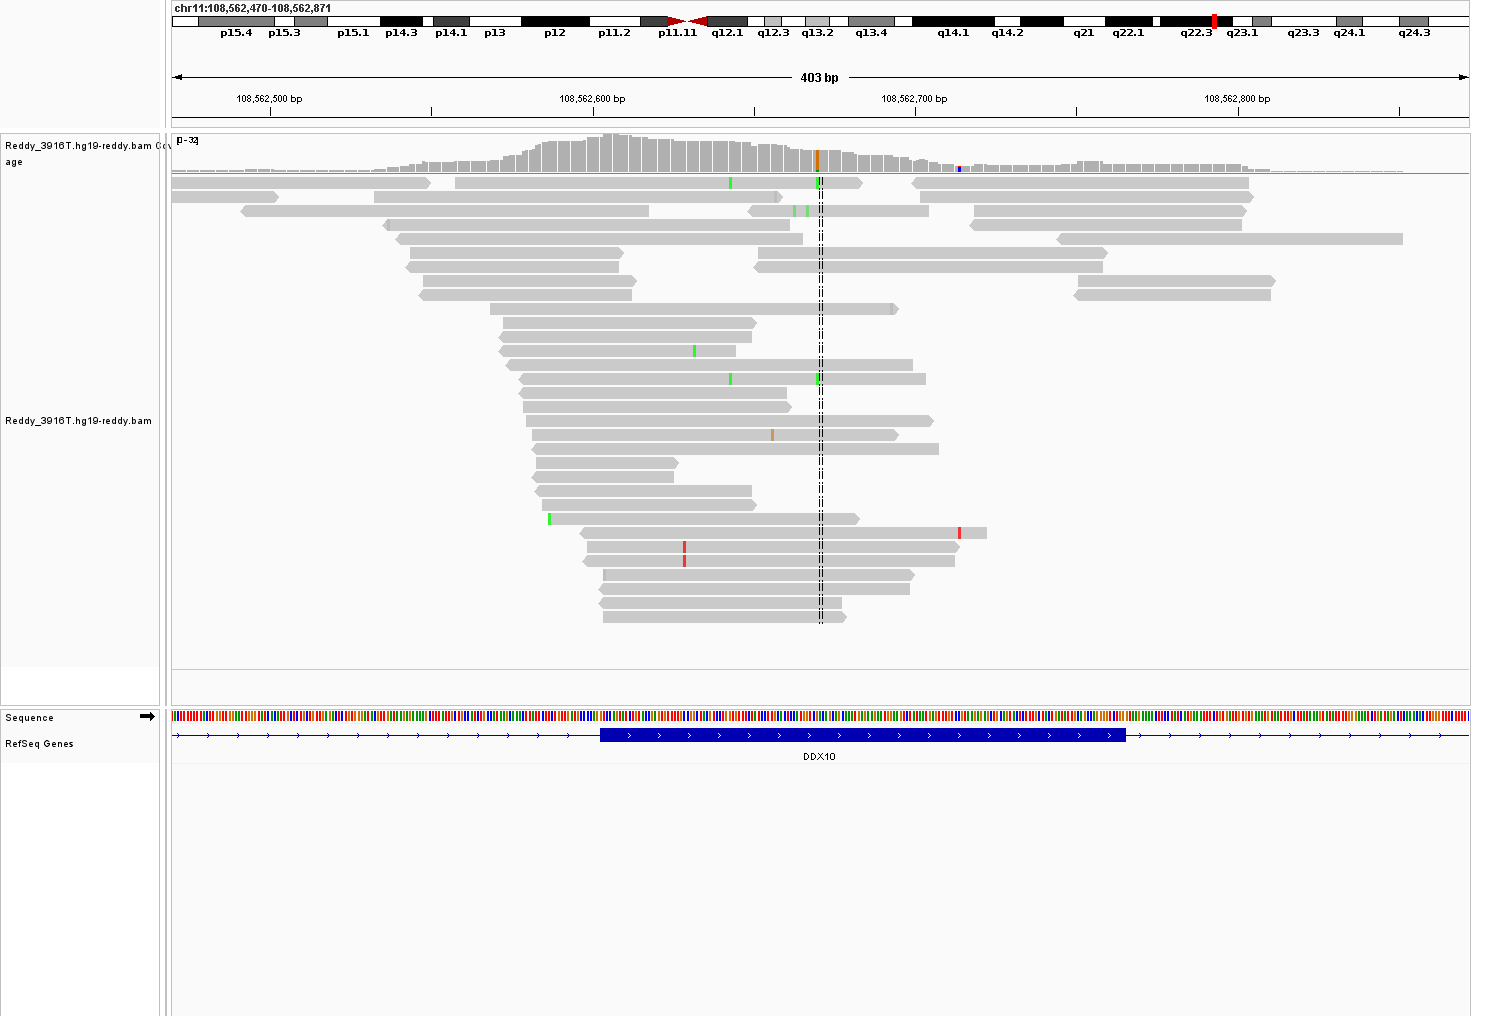 chr11:108,562,470-108,562,871
p15.4 p15.3 p15.1 p14.3 p14.1 p13 p12 p11.2 p11.11 q12.1 q12.3 q13.2 q13.4 q14.1 q14.2 q21 q22.1 q22.3 q23.1 q23.3 q24.1 q24.3
403 bp
108,562,500 bp 108,562,600 bp 108,562,700 bp 108,562,800 bp
[0-32]
Reddy_3916T.hg19-reddy.bam Cov
age
Reddy_3916T.hg19-reddy.bam
Sequence
RefSeq Genes
DDX10